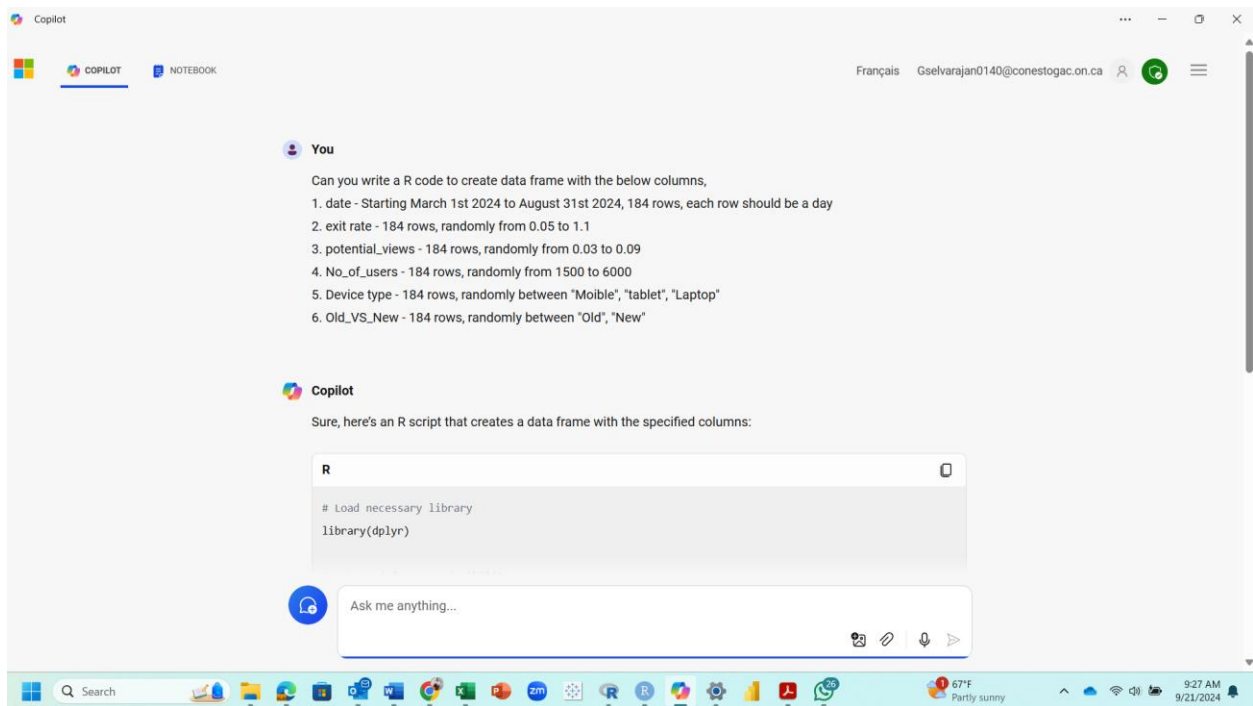 Copilot
COPILOT
NOTEBOOK
Français
Gselvarajan0140@conestogac.on.ca
You
Can you write a R code to create data frame with the below columns,
1. date - Starting March 1st 2024 to August 31st 2024, 184 rows, each row should be a day
2. exit rate - 184 rows, randomly from 0.05 to 1.1
3. potential_views - 184 rows, randomly from 0.03 to 0.09
4. No_of_users - 184 rows, randomly from 1500 to 6000
5. Device type - 184 rows, randomly between "Moible", "tablet", "Laptop"
6. Old_VS_New - 184 rows, randomly between "Old", "New"
Copilot
Sure, here's an R script that creates a data frame with the specified columns:
R
# Load necessary library
library(dplyr)
Ask me anything...
Search
zm
R
R
26
1
67°F
Partly sunny
9:27 AM
9/21/2024